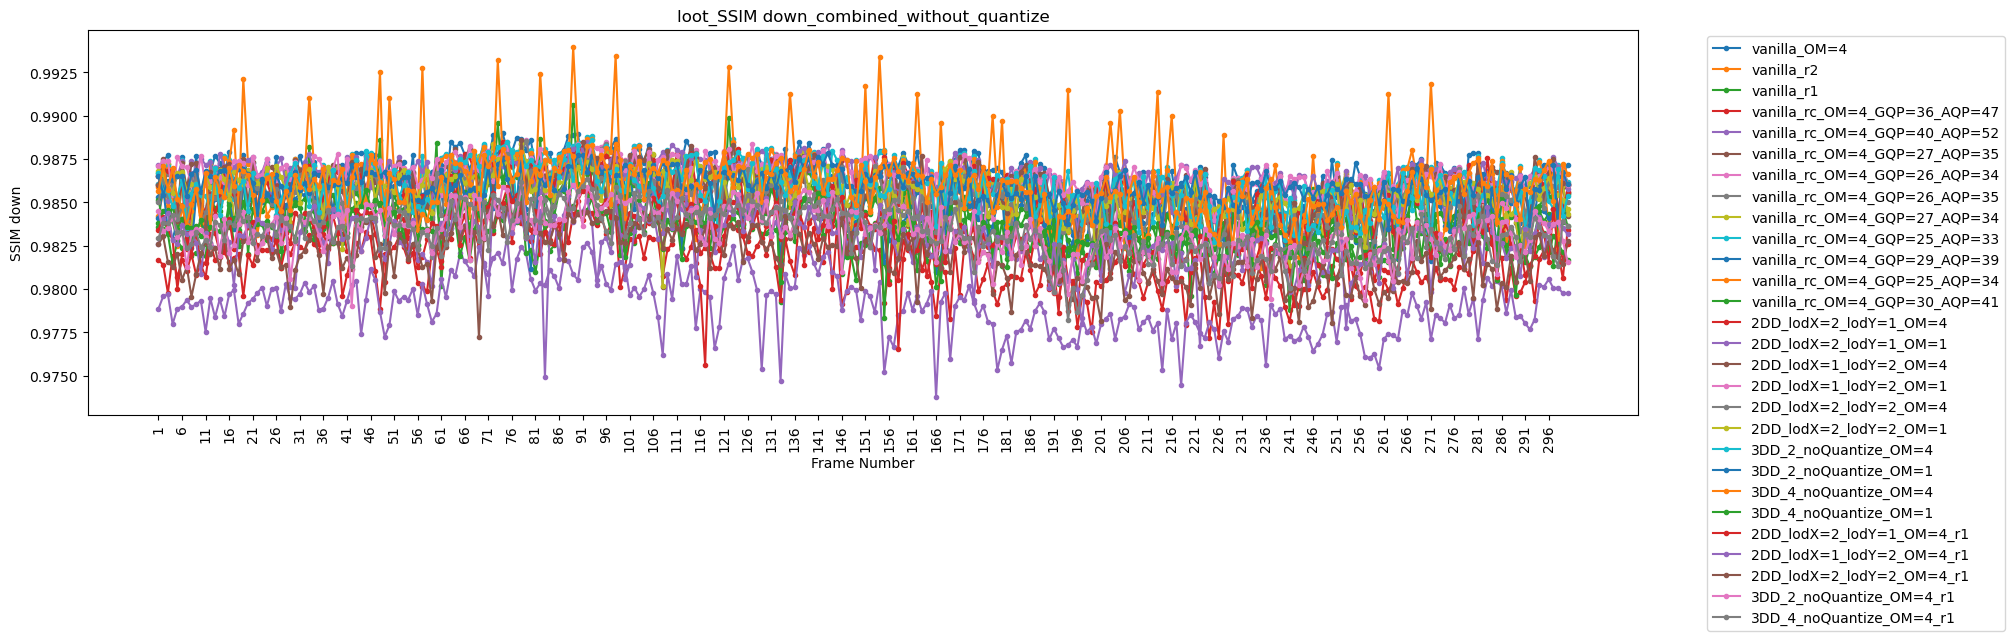 loot_SSIM down_combined_without_quantize
SSIM down
0.9925
0.9900
0.9875
0.9850
0.9825
0.9800
0.9775
0.9750
1 6 11 16 21 26 31 36 41 46 51 56 61 66 71 76 81 86 91 96 101 106 111 116 121 126 131 136 141 146 151 156 161 166 171 176 181 186 191 196 201 206 211 216 221 226 231 236 241 246 251 256 261 266 271 276 281 286 291 296
Frame Number
vanilla_OM=4
vanilla_r2
vanilla_r1
vanilla_rc_OM=4_GQP=36_AQP=47
vanilla_rc_OM=4_GQP=40_AQP=52
vanilla_rc_OM=4_GQP=27_AQP=35
vanilla_rc_OM=4_GQP=26_AQP=34
vanilla_rc_OM=4_GQP=26_AQP=35
vanilla_rc_OM=4_GQP=27_AQP=34
vanilla_rc_OM=4_GQP=25_AQP=33
vanilla_rc_OM=4_GQP=29_AQP=39
vanilla_rc_OM=4_GQP=25_AQP=34
vanilla_rc_OM=4_GQP=30_AQP=41
2DD_lodX=2_lodY=1_OM=4
2DD_lodX=2_lodY=1_OM=1
2DD_lodX=1_lodY=2_OM=4
2DD_lodX=1_lodY=2_OM=1
2DD_lodX=2_lodY=2_OM=4
2DD_lodX=2_lodY=2_OM=1
3DD_2_noQuantize_OM=4
3DD_2_noQuantize_OM=1
3DD_4_noQuantize_OM=4
3DD_4_noQuantize_OM=1
2DD_lodX=2_lodY=1_OM=4_r1
2DD_lodX=1_lodY=2_OM=4_r1
2DD_lodX=2_lodY=2_OM=4_r1
3DD_2_noQuantize_OM=4_r1
3DD_4_noQuantize_OM=4_r1